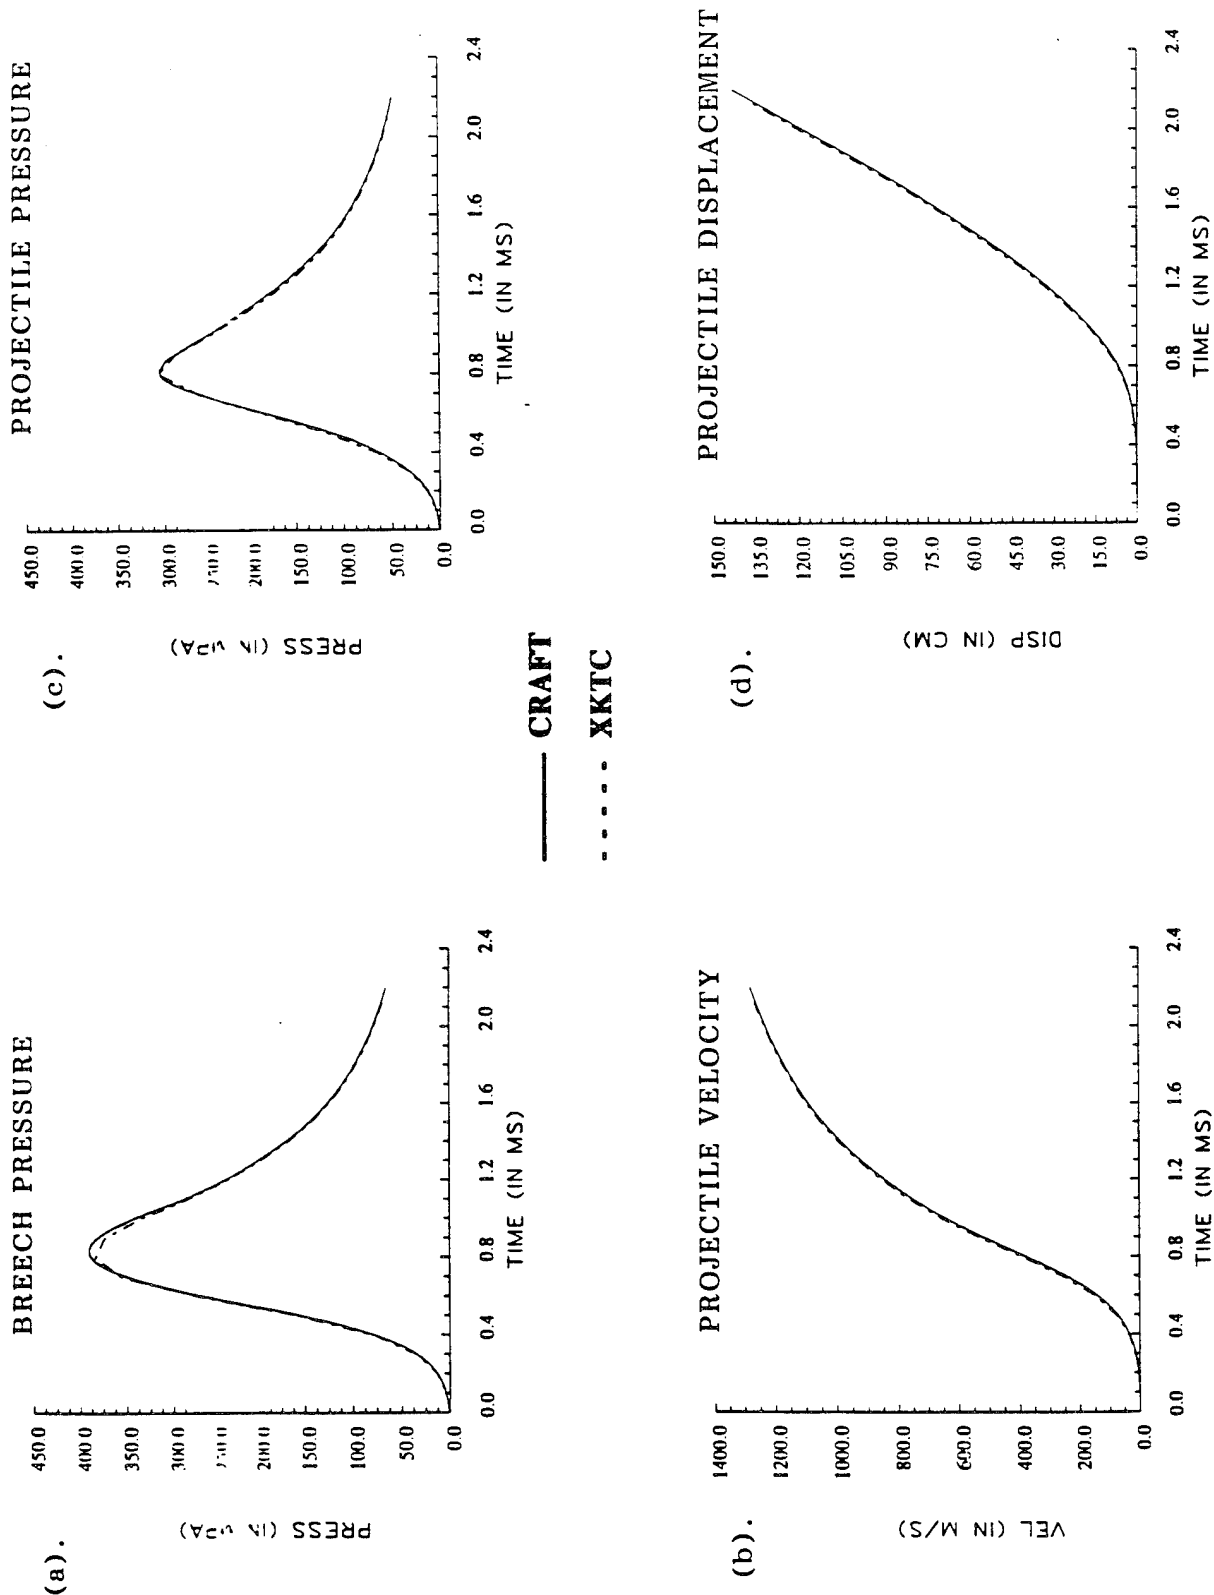 (a).
BREECH PRESSURE
PRESS (IN
450.0
400.0
350.0
300.0
200.0
150.0
100.0
50.0
0.0
0.0 0.4 0.8 1.2 1.6 2.0 2.4
TIME (IN MS)
(c).
PROJECTILE PRESSURE
PRESS (IN
450.0
400.0
350.0
300.0
200.0
150.0
100.0
50.0
0.0
0.0 0.4 0.8 1.2 1.6 2.0 2.4
TIME (IN MS)
CRAFT
XKTC
(b).
PROJECTILE VELOCITY
VEL (IN M/S)
1400.0
1200.0
1000.0
800.0
600.0
400.0
200.0
0.0
0.0 0.4 0.8 1.2 1.6 2.0 2.4
TIME (IN MS)
(d).
PROJECTILE DISPLACEMENT
DISP (IN CM)
150.0
135.0
120.0
105.0
90.0
75.0
60.0
45.0
30.0
15.0
0.0
0.0 0.4 0.8 1.2 1.6 2.0 2.4
TIME (IN MS)